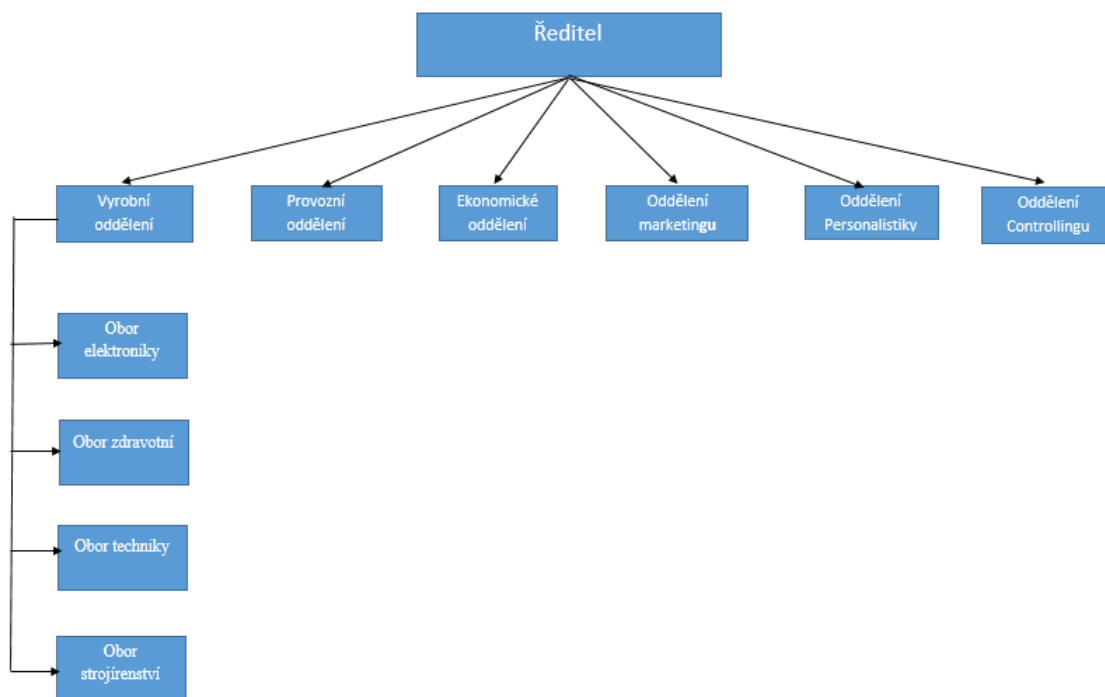 Ředitel
Vyrobní
oddělení
Provozní
oddělení
Ekonomické
oddělení
Oddělení
marketingu
Oddělení
Personalistiky
Oddělení
Controllingu
Obor
elektroniky
Obor zdravotní
Obor techniky
Obor
strojírenství